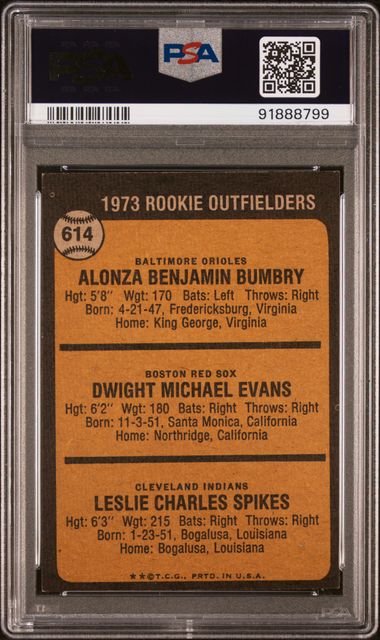 PSA
PSA
91888799
1973 ROOKIE OUTFIELDERS
614
BALTIMORE ORIOLES
ALONZA BENJAMIN BUMBRY
Hgt: 5'8" Wgt: 170 Bats: Left Throws: Right
Born: 4-21-47, Fredericksburg, Virginia
Home: King George, Virginia
BOSTON RED SOX
DWIGHT MICHAEL EVANS
Hgt: 6'2" Wgt: 180 Bats: Right Throws: Right
Born: 11-3-51, Santa Monica, California
Home: Northridge, California
CLEVELAND INDIANS
LESLIE CHARLES SPIKES
Hgt: 6'3" Wgt: 215 Bats: Right Throws: Right
Born: 1-23-51, Bogalusa, Louisiana
Home: Bogalusa, Louisiana
**©T.C.G., PRTD. IN U.S.A.